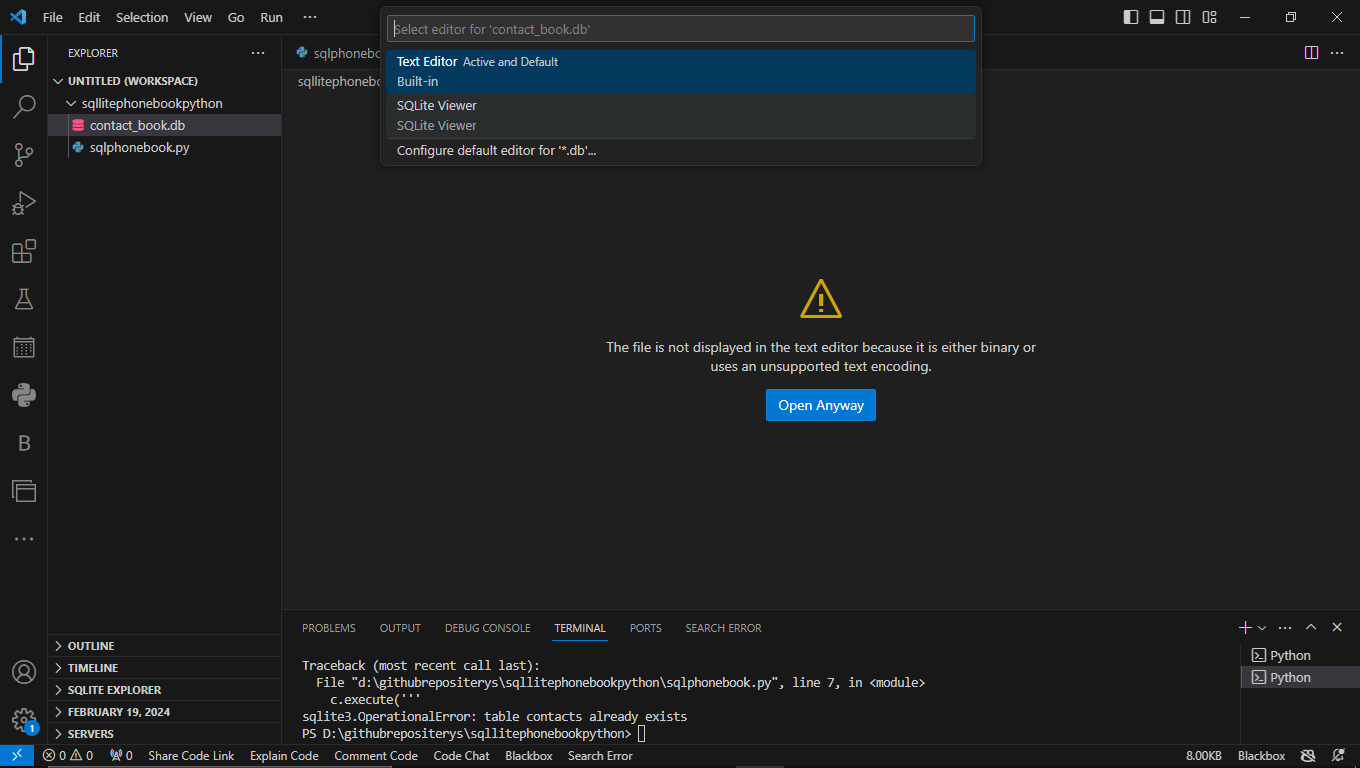 File Edit Selection View Go Run ···
Select editor for 'contact_book.db'
Text Editor Active and Default
Built-in
SQLite Viewer
SQLite Viewer
Configure default editor for '*.db'...
EXPLORER
UNTITLED (WORKSPACE)
sqllitephonebookpython
contact_book.db
sqlphonebook.py
sqlphonebo
sqllitephonebo
The file is not displayed in the text editor because it is either binary or
uses an unsupported text encoding.
Open Anyway
B
OUTLINE
TIMELINE
SQLITE EXPLORER
FEBRUARY 19, 2024
SERVERS
1
PROBLEMS OUTPUT DEBUG CONSOLE TERMINAL PORTS SEARCH ERROR
Traceback (most recent call last):
File "d:\githubrepositerys\sqllitephonebookpython\sqlphonebook.py", line 7, in <module>
c.execute('''
sqlite3.OperationalError: table contacts already exists
PS D:\githubrepositerys\sqllitephonebookpython>
Python
Python
0 0 0 Share Code Link Explain Code Comment Code Code Chat Blackbox Search Error 8.00KB Blackbox